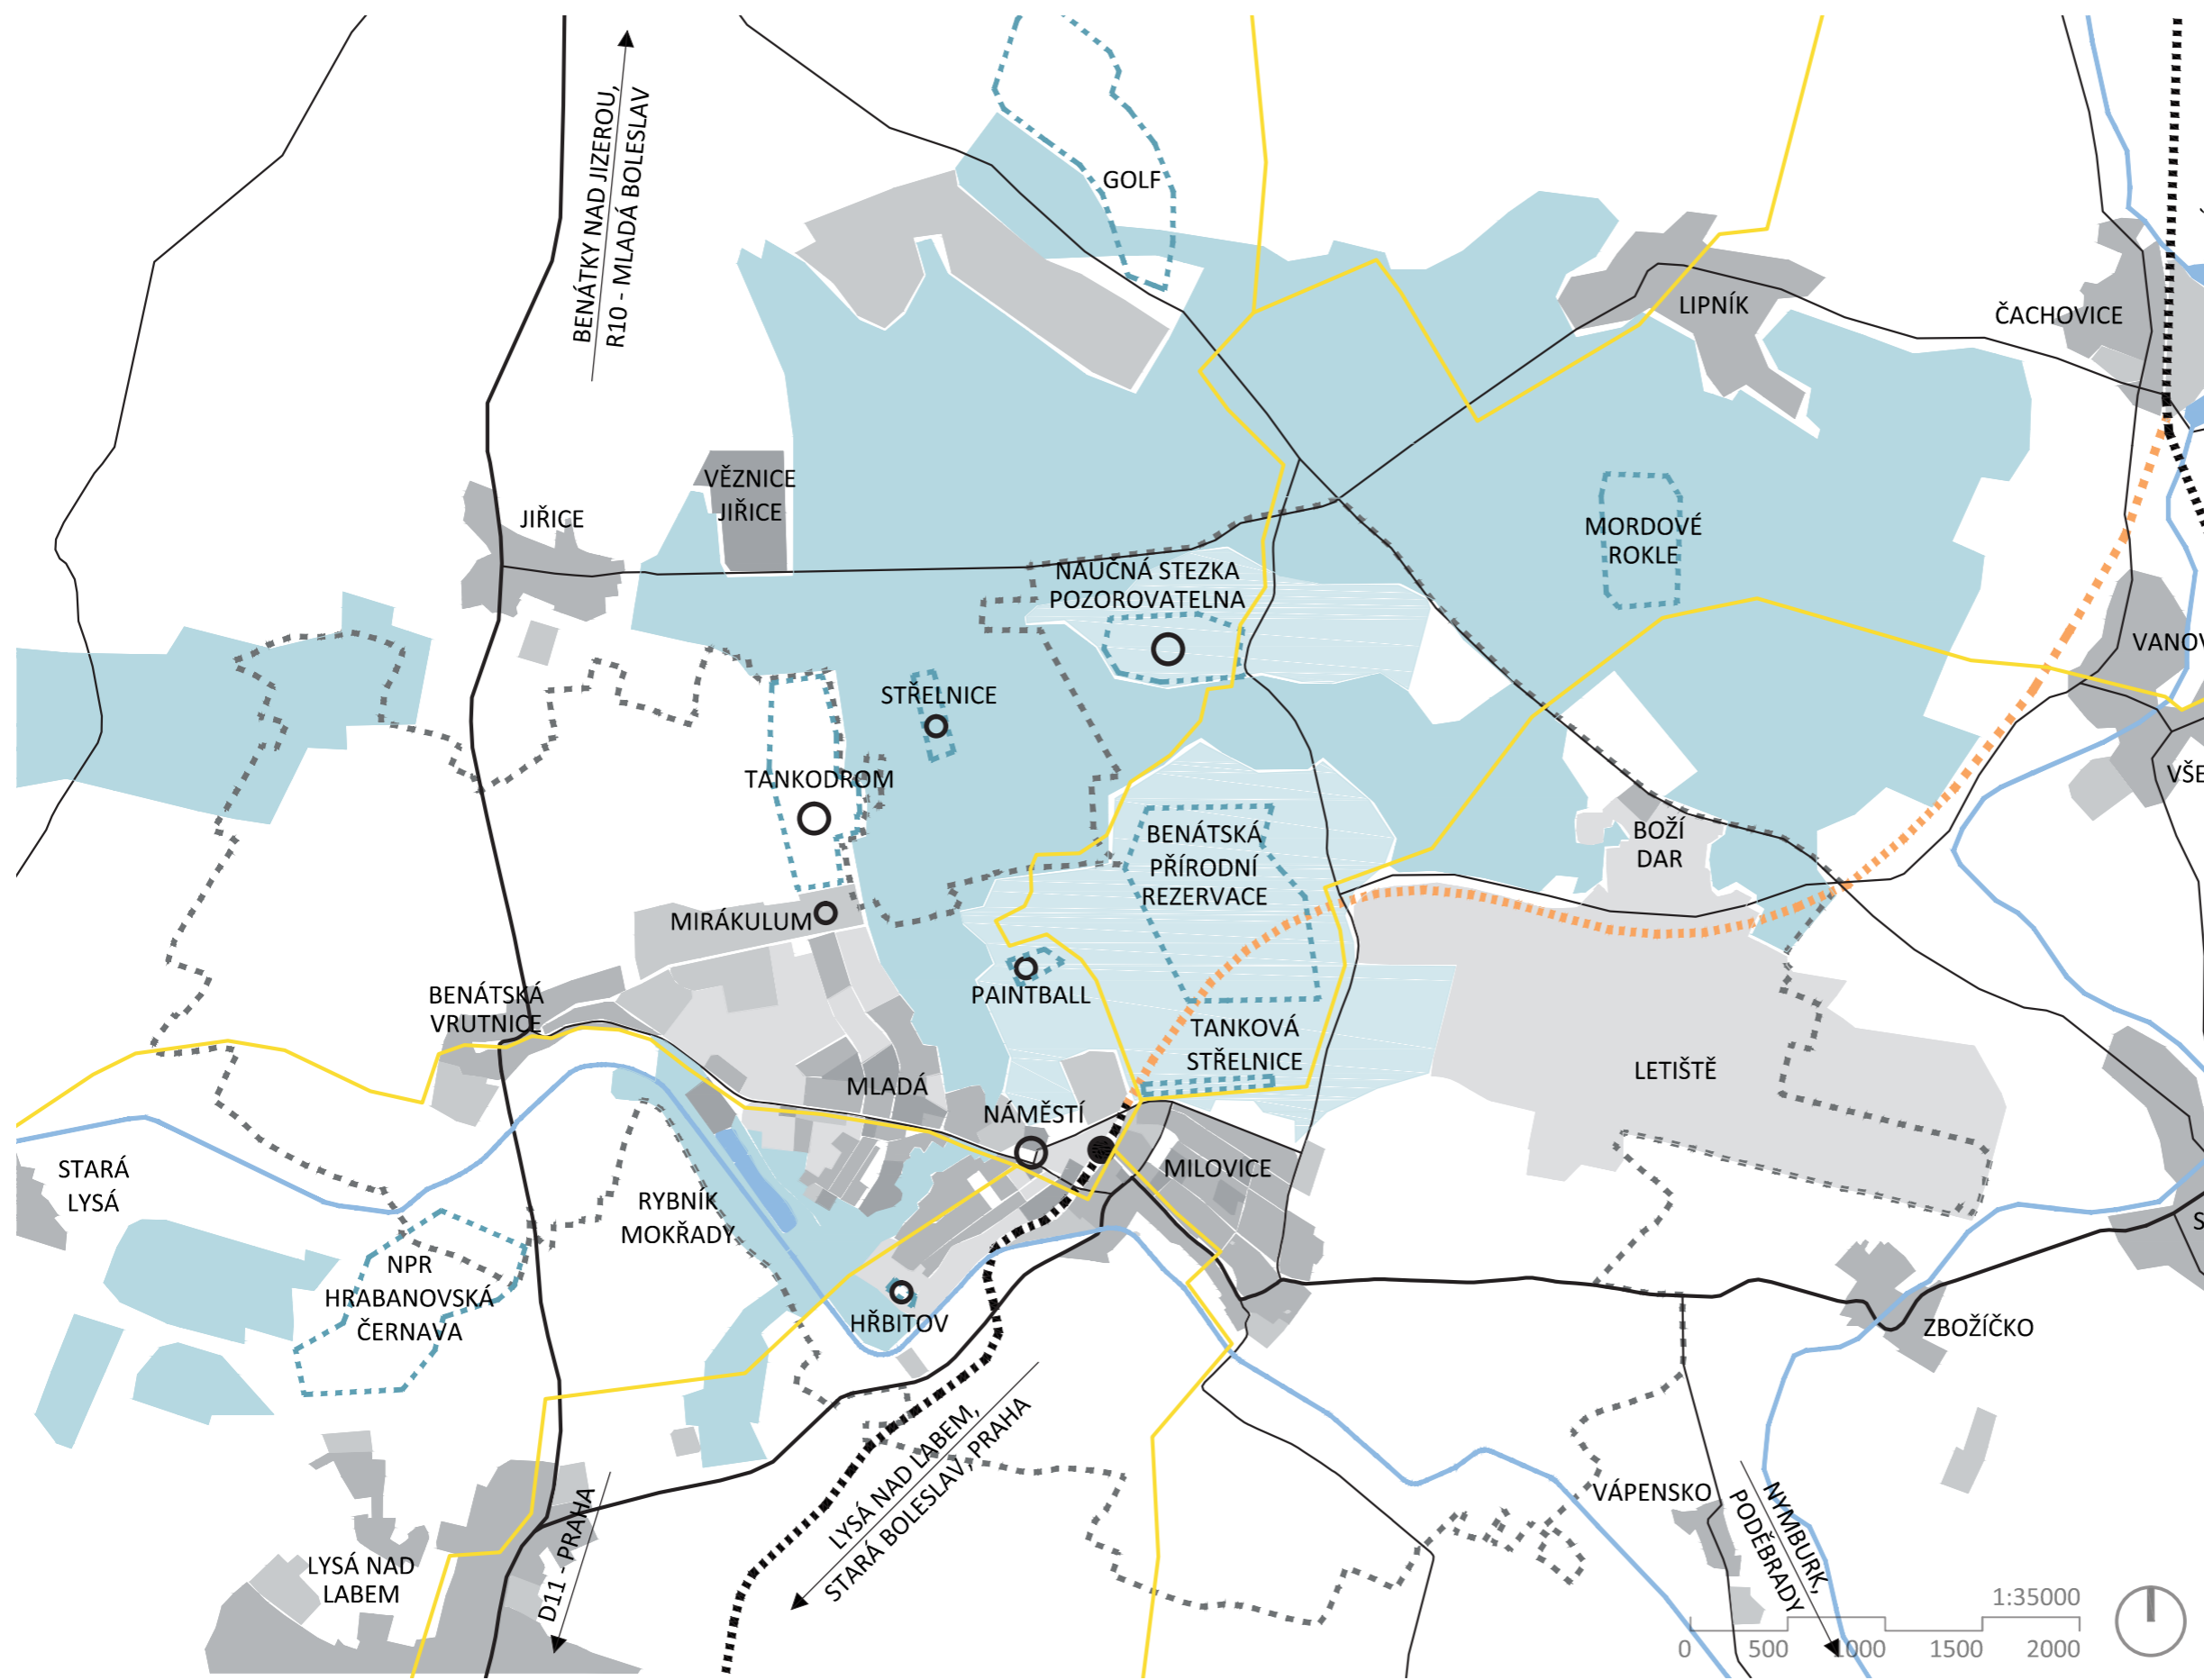 BENÁTKY NAD JIZEROU,
R10 - MLADÁ BOLESLAV
GOLF
LIPNÍK
ČACHOVICE
VĚZNICE
JIŘICE
JIŘICE
MORDOVÉ
ROKLE
NAUČNÁ STEZKA
POZOROVATELNA
VANOV
STŘELNICE
TANKODROM
VŠE
BENÁTSKÁ
PŘÍRODNÍ
REZERVACE
BOŽÍ
DAR
MIRÁKULUM
PAINTBALL
BENÁTSKÁ
VRUTNICE
TANKOVÁ
STŘELNICE
LETIŠTĚ
MLADÁ
NÁMĚSTÍ
MILOVICE
STARÁ
LYSÁ
RYBNÍK
MOKŘADY
S
NPR
HRABANOVSKÁ
ČERNAVA
HŘBITOV
ZBOŽÍČKO
LYSÁ NAD LABEM,
STARÁ BOLESLAV, PRAHA
VÁPENSKO
NYMBURK,
PODĚBRADY
D11 - PRAHA
LYSÁ NAD
LABEM
1:35000
0 500 1000 1500 2000